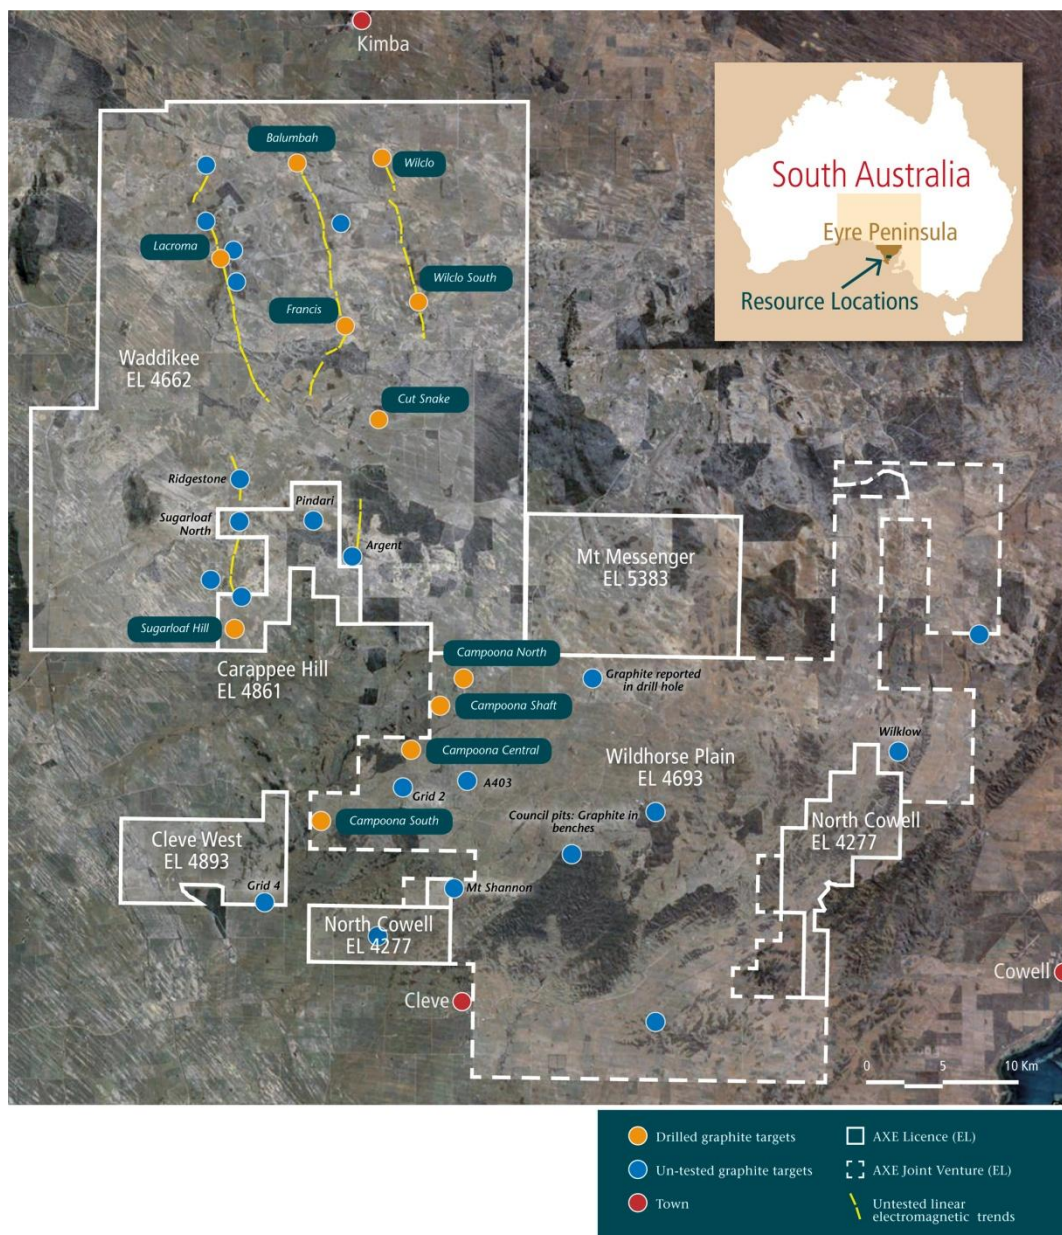 Kimba
South Australia
Eyre Peninsula
Resource Locations
Balumbah
Wilclo
Lacroma
Wilclo South
Francis
Waddikee
EL 4662
Cut Snake
Ridgestone
Pindari
Sugarloaf
North
Argent
Mt Messenger
EL 5383
Sugarloaf Hill
Carappee Hill
EL 4861
Campoona North
Graphite reported
in drill hole
Campoona Shaft
Campoona Central
Wildhorse Plain
EL 4693
Wilklow
A403
Grid 2
Campoona South
Council pits: Graphite in
benches
North Cowell
EL 4277
Cleve West
EL 4893
Grid 4
Mt Shannon
North Cowell
EL 4277
Cleve
Cowell
0 5 10 Km
Drilled graphite targets
Un-tested graphite targets
Town
AXE Licence (EL)
AXE Joint Venture (EL)
Untested linear
electromagnetic trends